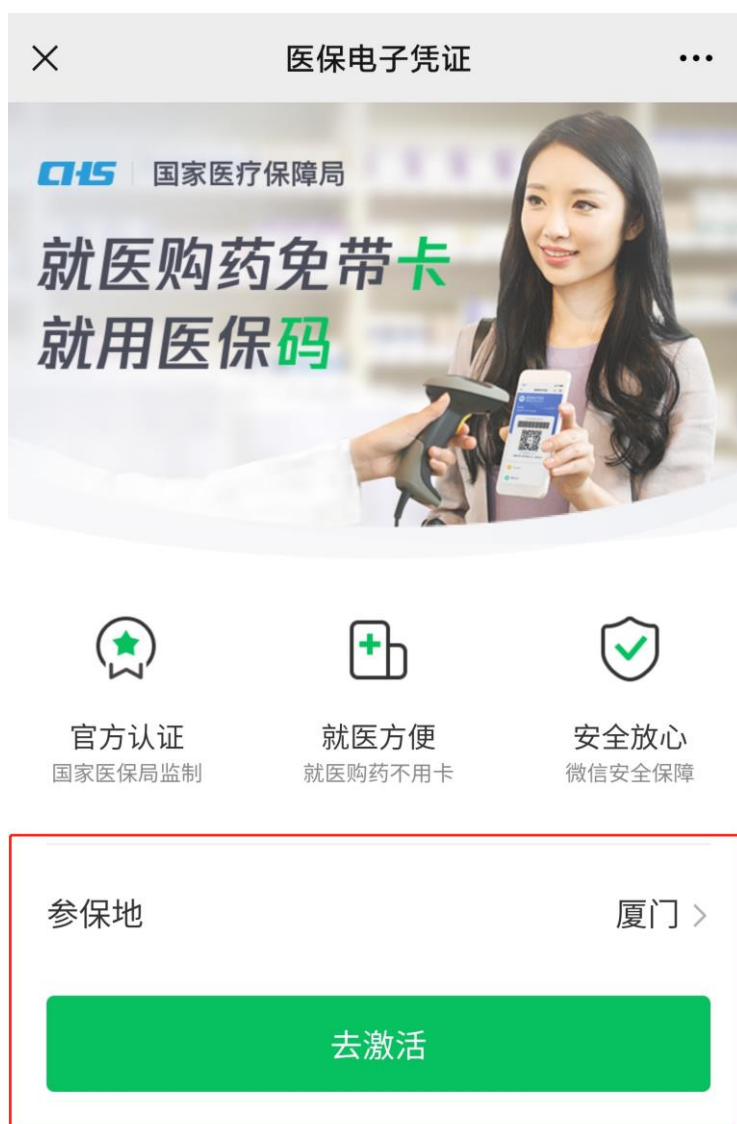 医保电子凭证
CHS 国家医疗保障局
就医购药免带卡
就用医保码
官方认证
国家医保局监制
就医方便
就医购药不用卡
安全放心
微信安全保障
参保地 厦门
去激活